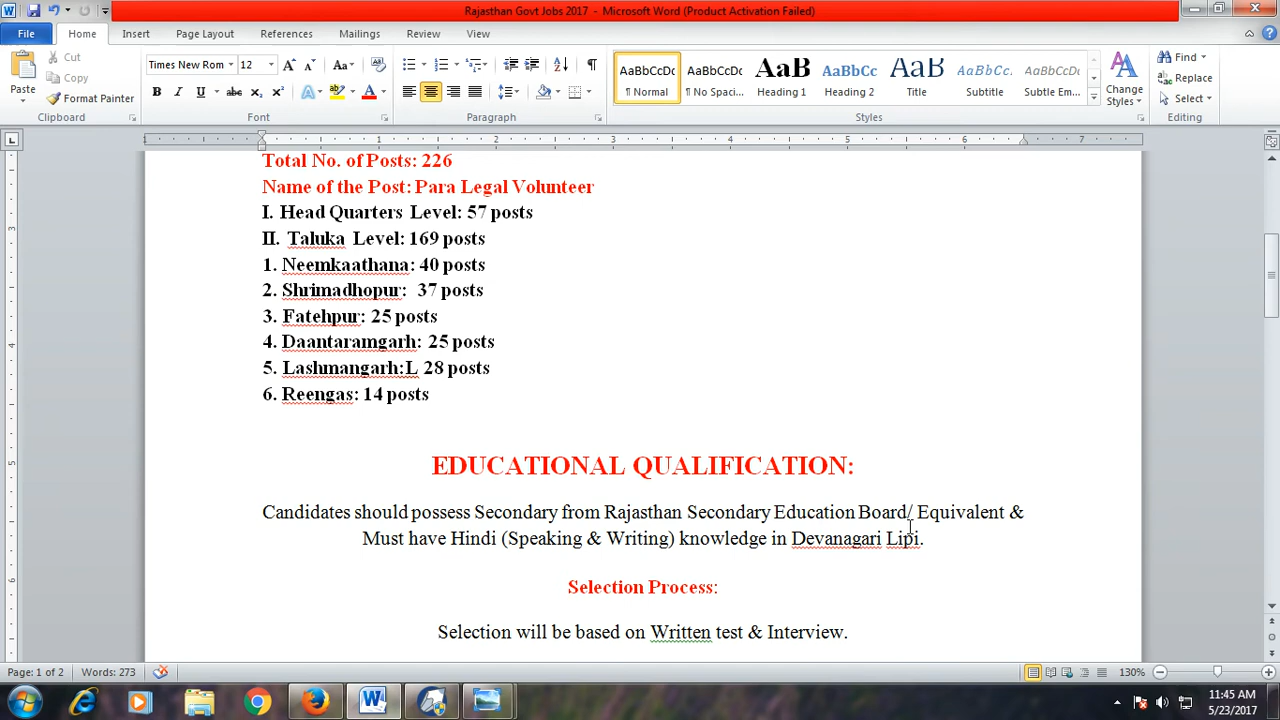 Rajasthan Govt Jobs 2017 - Microsoft Word (Product Activation Failed)
File Home Insert Page Layout References Mailings Review View
Paste
Cut
Copy
Format Painter
Clipboard
Times New Rom 12
Font
Paragraph
AaBbCcDc AaBbCcDc AaB AaBbCc AaB AaBbCc. AaBbCcDc
¶ Normal ¶ No Spaci... Heading 1 Heading 2 Title Subtitle Subtle Em...
Styles
Change Styles
Find
Replace
Select
Editing
Total No. of Posts: 226
Name of the Post: Para Legal Volunteer
I. Head Quarters Level: 57 posts
II. Taluka Level: 169 posts
1. Neemkaathana: 40 posts
2. Shrimadhopur: 37 posts
3. Fatehpur: 25 posts
4. Daantaramgarh: 25 posts
5. Lashmangarh:L 28 posts
6. Reengas: 14 posts
EDUCATIONAL QUALIFICATION:
Candidates should possess Secondary from Rajasthan Secondary Education Board/ Equivalent &
Must have Hindi (Speaking & Writing) knowledge in Devanagari Lipi.
Selection Process:
Selection will be based on Written test & Interview.
Page: 1 of 2 Words: 273 130%
11:45 AM
5/23/2017